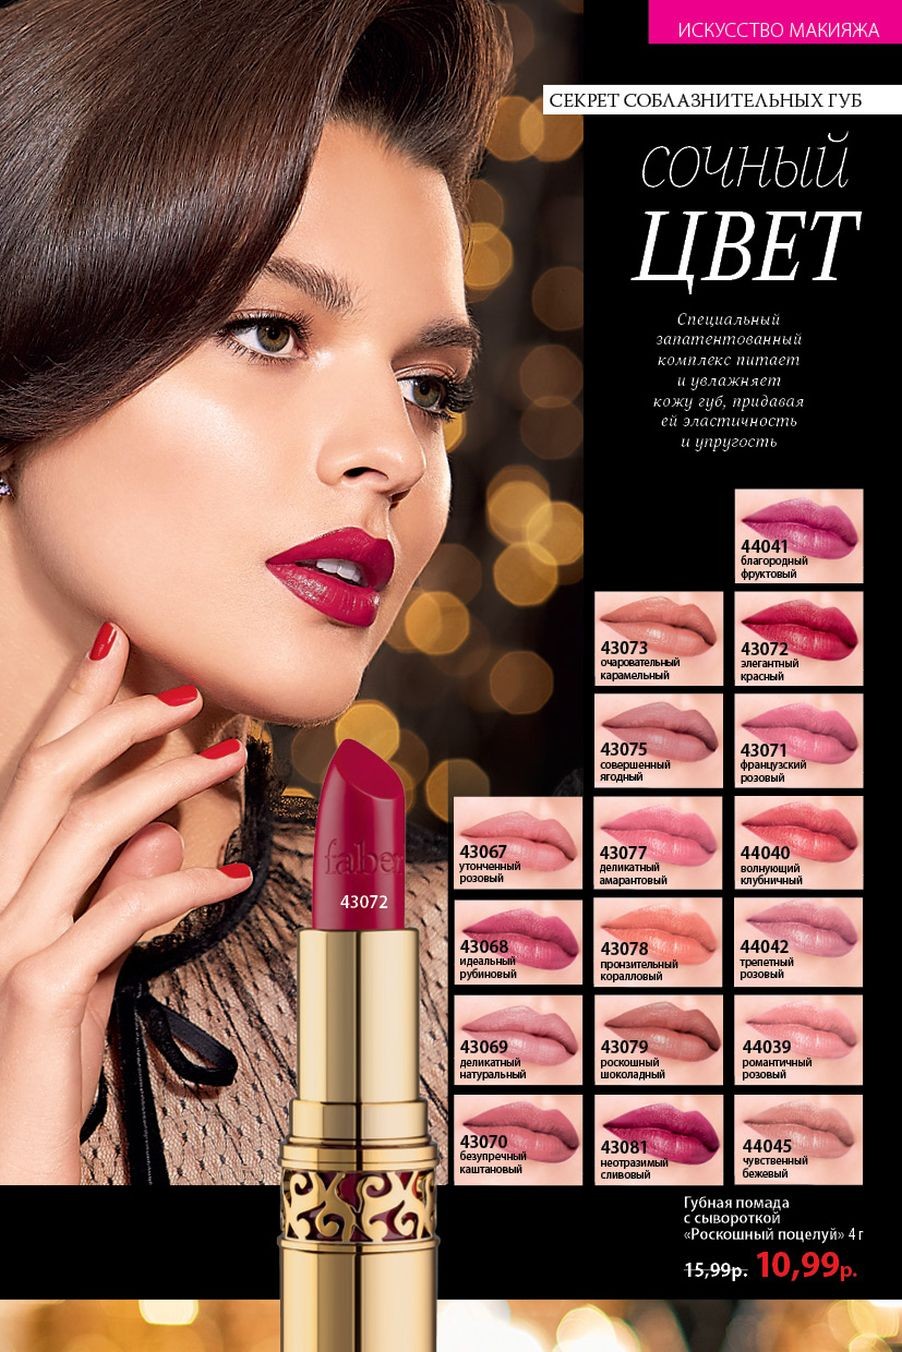 ИСКУССТВО МАКИЯЖА
СЕКРЕТ СОБЛАЗНИТЕЛЬНЫХ ГУБ
СОЧНЫЙ
ЦВЕТ
Специальный
запатентованный
комплекс питает
и увлажняет
кожу губ, придавая
ей эластичность
и упругость
44041
благородный
фруктовый
43073
очаровательный
карамельный
43072
элегантный
красный
43075
совершенный
ягодный
43071
французский
розовый
43067
утонченный
розовый
43077
деликатный
амарантовый
44040
волнующий
клубничный
43068
идеальный
рубиновый
43078
пронзительный
коралловый
44042
трепетный
розовый
43069
деликатный
натуральный
43079
роскошный
шоколадный
44039
романтичный
розовый
43070
безупречный
каштановый
43081
неотразимый
сливовый
44045
чувственный
бежевый
faber
43072
Губная помада
с сывороткой
«Роскошный поцелуй» 4 г
15,99р. 10,99р.